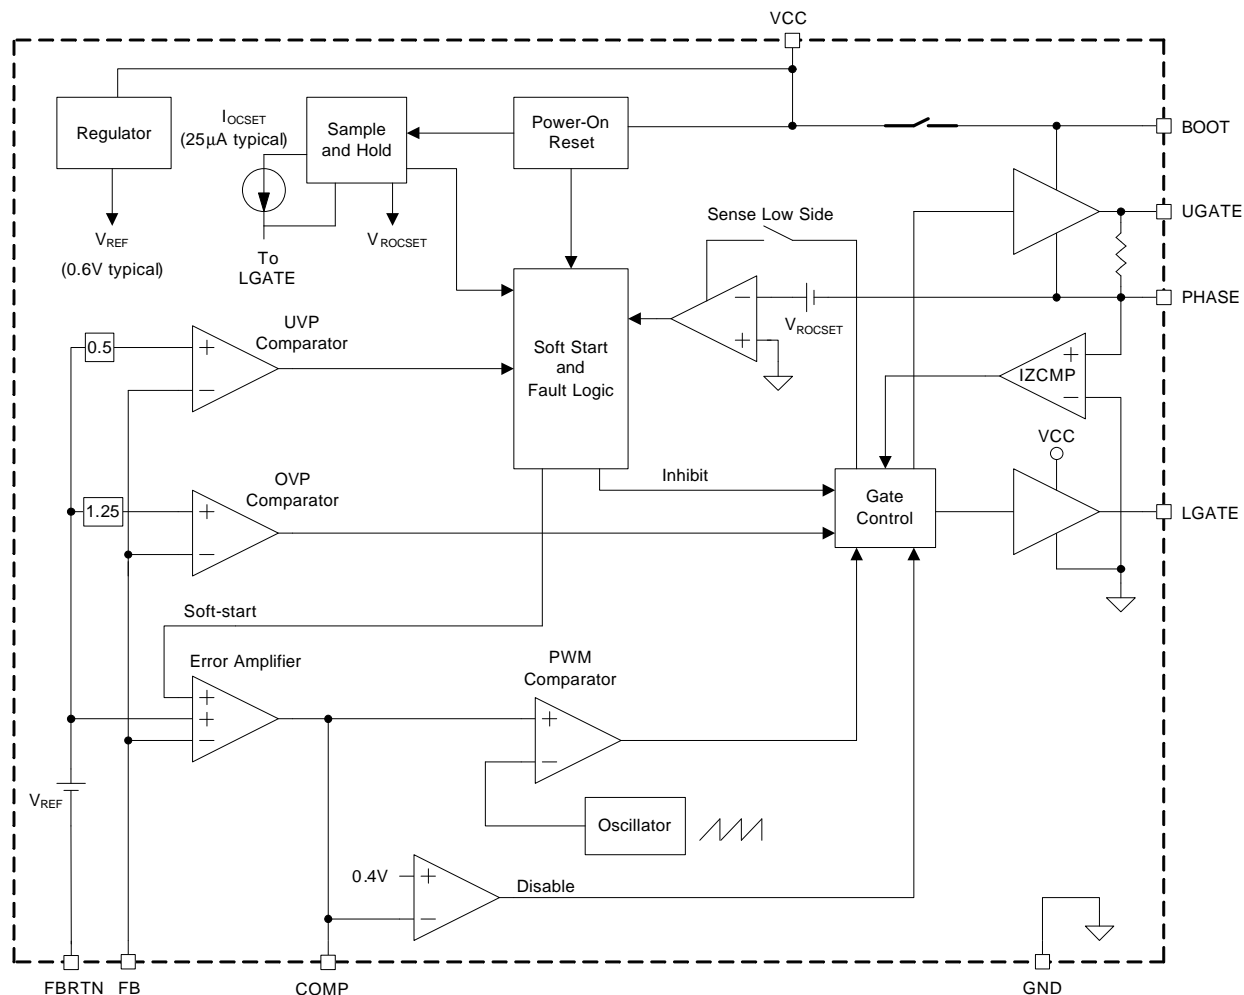 VCC
Regulator
VREF
(0.6V typical)
IOCSET
(25µA typical)
To
LGATE
Sample
and Hold
VROCSET
Power-On
Reset
BOOT
UGATE
PHASE
Sense Low Side
−
+
VROCSET
+
IZCMP
−
VCC
LGATE
0.5
+
−
UVP
Comparator
Soft Start
and
Fault Logic
Inhibit
Gate
Control
1.25
+
−
OVP
Comparator
Soft-start
Error Amplifier
+
+
−
PWM
Comparator
+
−
VREF
Oscillator
0.4V
+
−
Disable
FBRTN
FB
COMP
GND